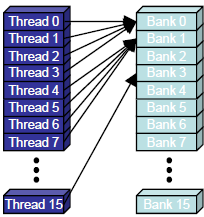 Thread 0
Thread 1
Thread 2
Thread 3
Thread 4
Thread 5
Thread 6
Thread 7
Thread 15
Bank 0
Bank 1
Bank 2
Bank 3
Bank 4
Bank 5
Bank 6
Bank 7
Bank 15